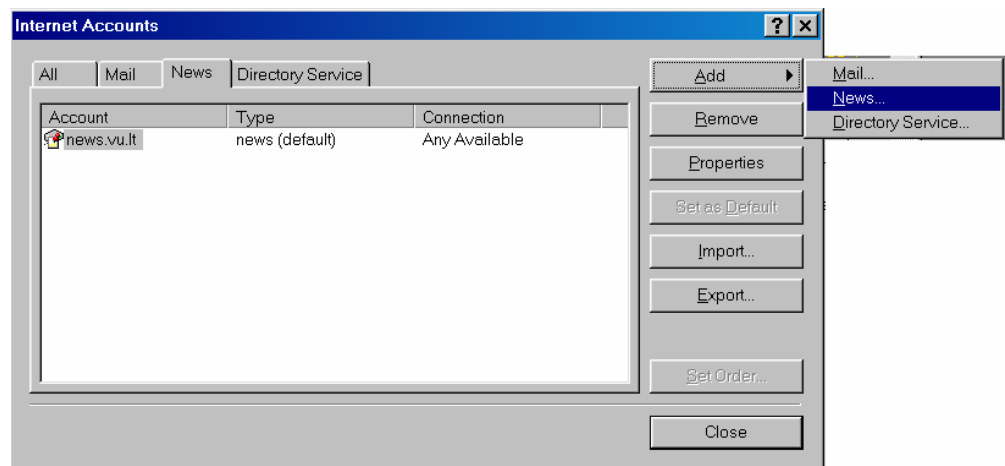 Internet Accounts
All Mail News Directory Service
Account Type Connection
news.vu.lt news (default) Any Available
Add
Remove
Properties
Set as Default
Import...
Export...
Set Order...
Close
Mail...
News...
Directory Service...